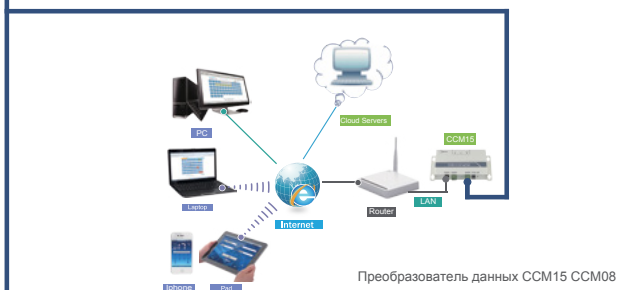 PC
Cloud Servers
CCM15
Laptop
Internet
Router
LAN
Iphone
Pad
Преобразователь данных CCM15 CCM08